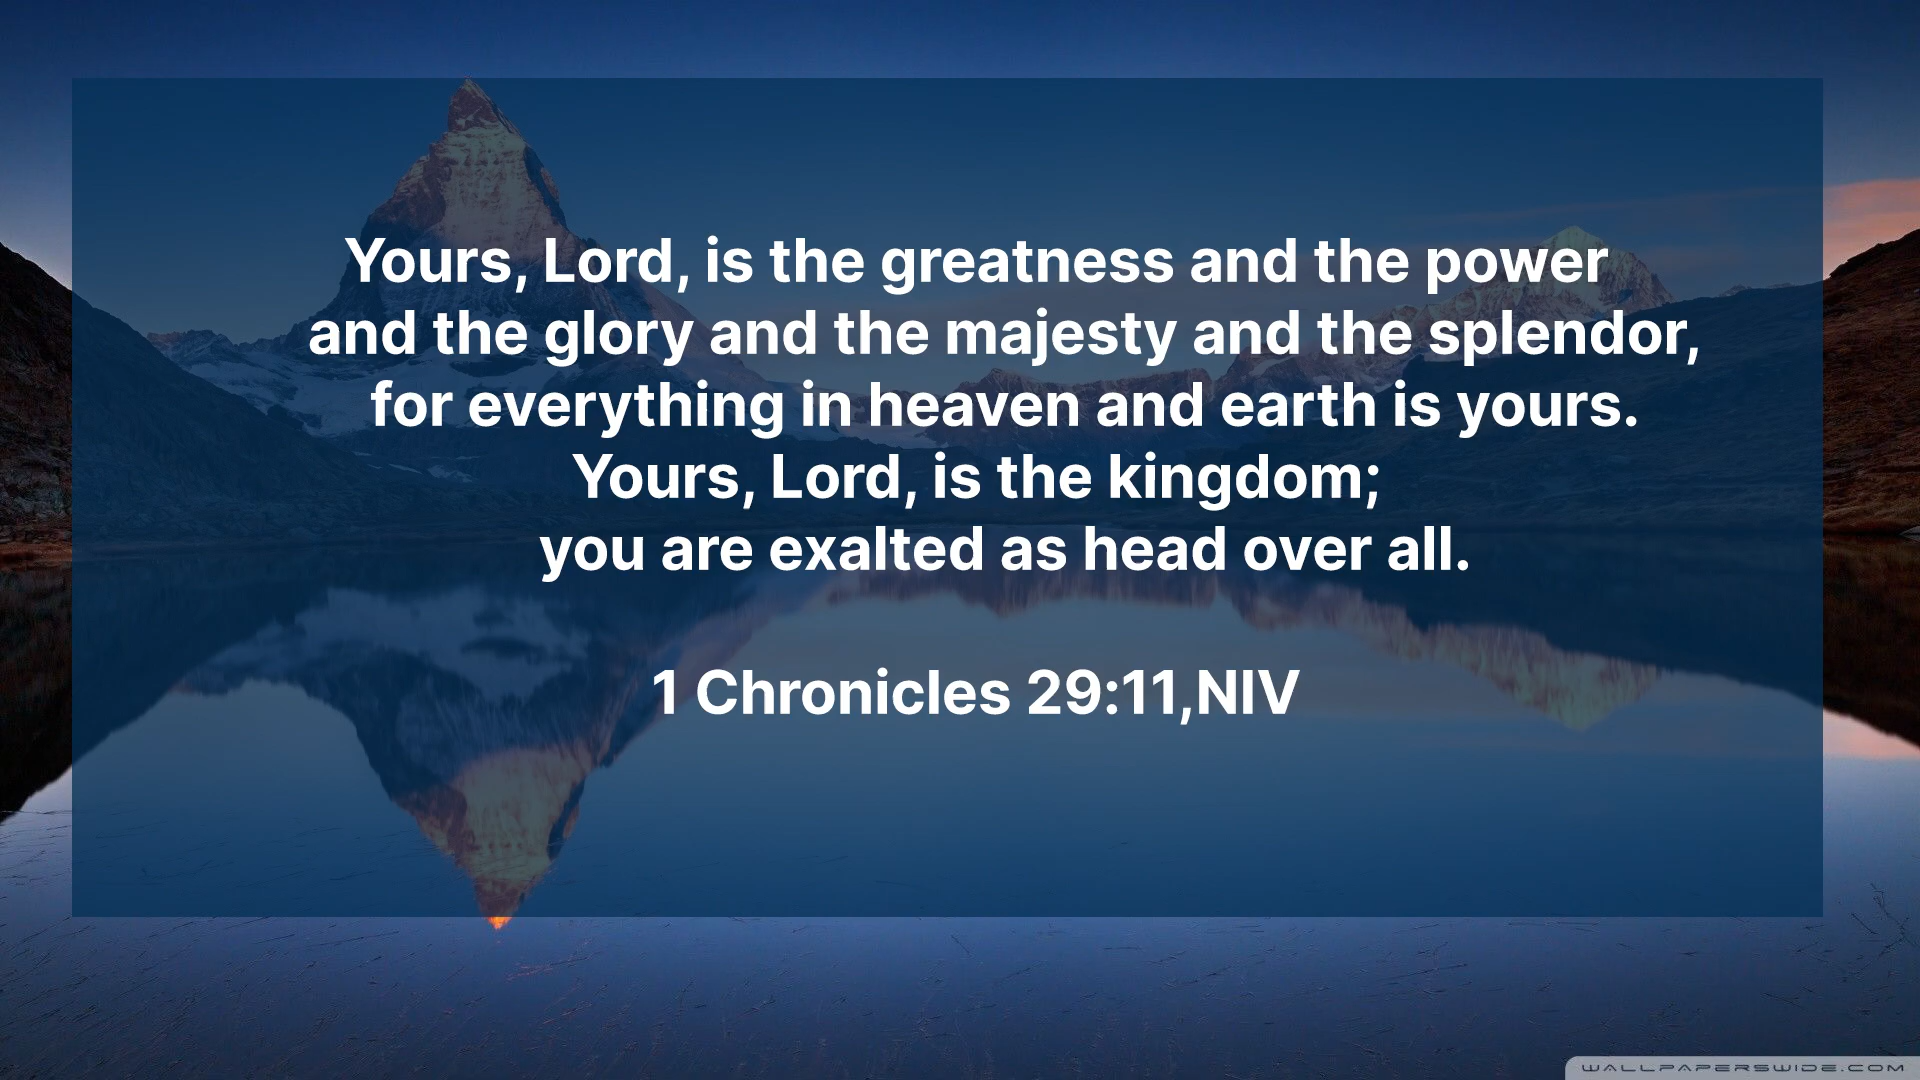 Yours, Lord, is the greatness and the power
and the glory and the majesty and the splendor,
for everything in heaven and earth is yours.
Yours, Lord, is the kingdom;
you are exalted as head over all.
1 Chronicles 29:11,NIV
WALLPAPERSWIDE.COM